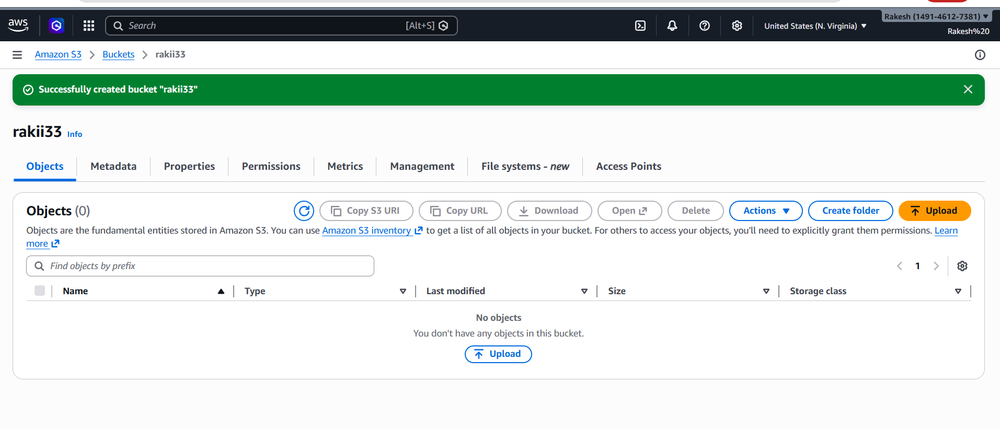 aws
Search [Alt+S]
United States (N. Virginia)
Rakesh (1491-4612-7381)
Rakesh%20
Amazon S3 Buckets rakii33
Successfully created bucket "rakii33"
rakii33 Info
Objects Metadata Properties Permissions Metrics Management File systems - new Access Points
Objects (0) Copy S3 URI Copy URL Download Open Delete Actions Create folder Upload
Objects are the fundamental entities stored in Amazon S3. You can use Amazon S3 inventory to get a list of all objects in your bucket. For others to access your objects, you'll need to explicitly grant them permissions. Learn
more
Find objects by prefix 1
Name Type Last modified Size Storage class
No objects
You don't have any objects in this bucket.
Upload